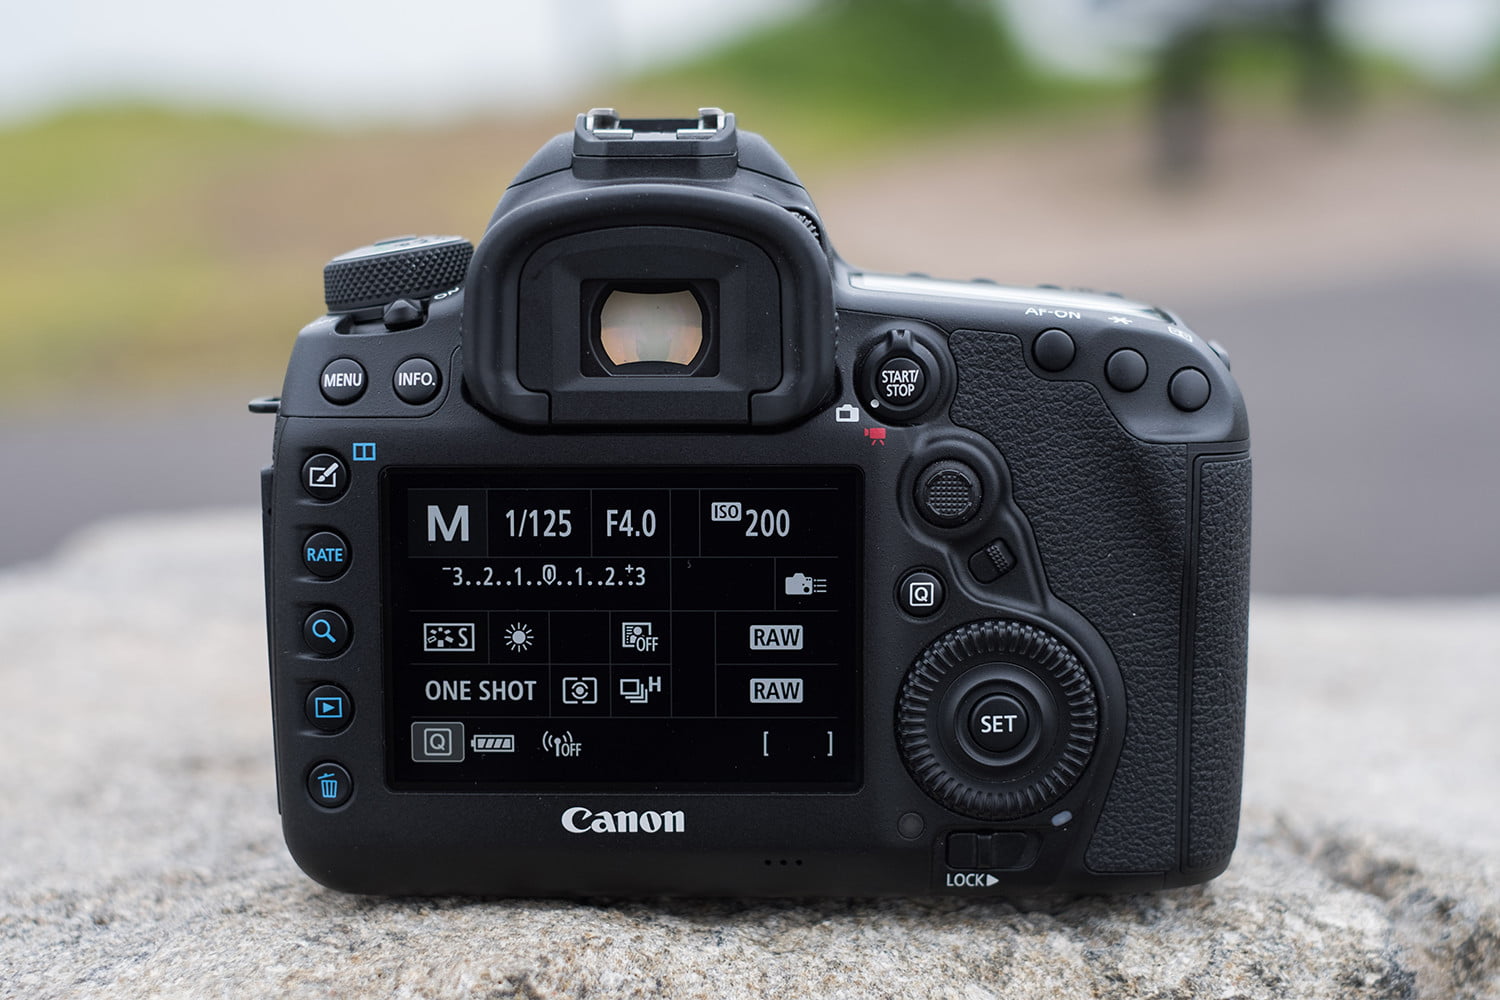 ON
AF-ON
MENU
INFO.
START/
STOP
RATE
M 1/125 F4.0 ISO 200
-3..2..1..0..1..2.:+3
S OFF RAW
ONE SHOT H RAW
Q OFF [ ]
Q
SET
Canon
LOCK